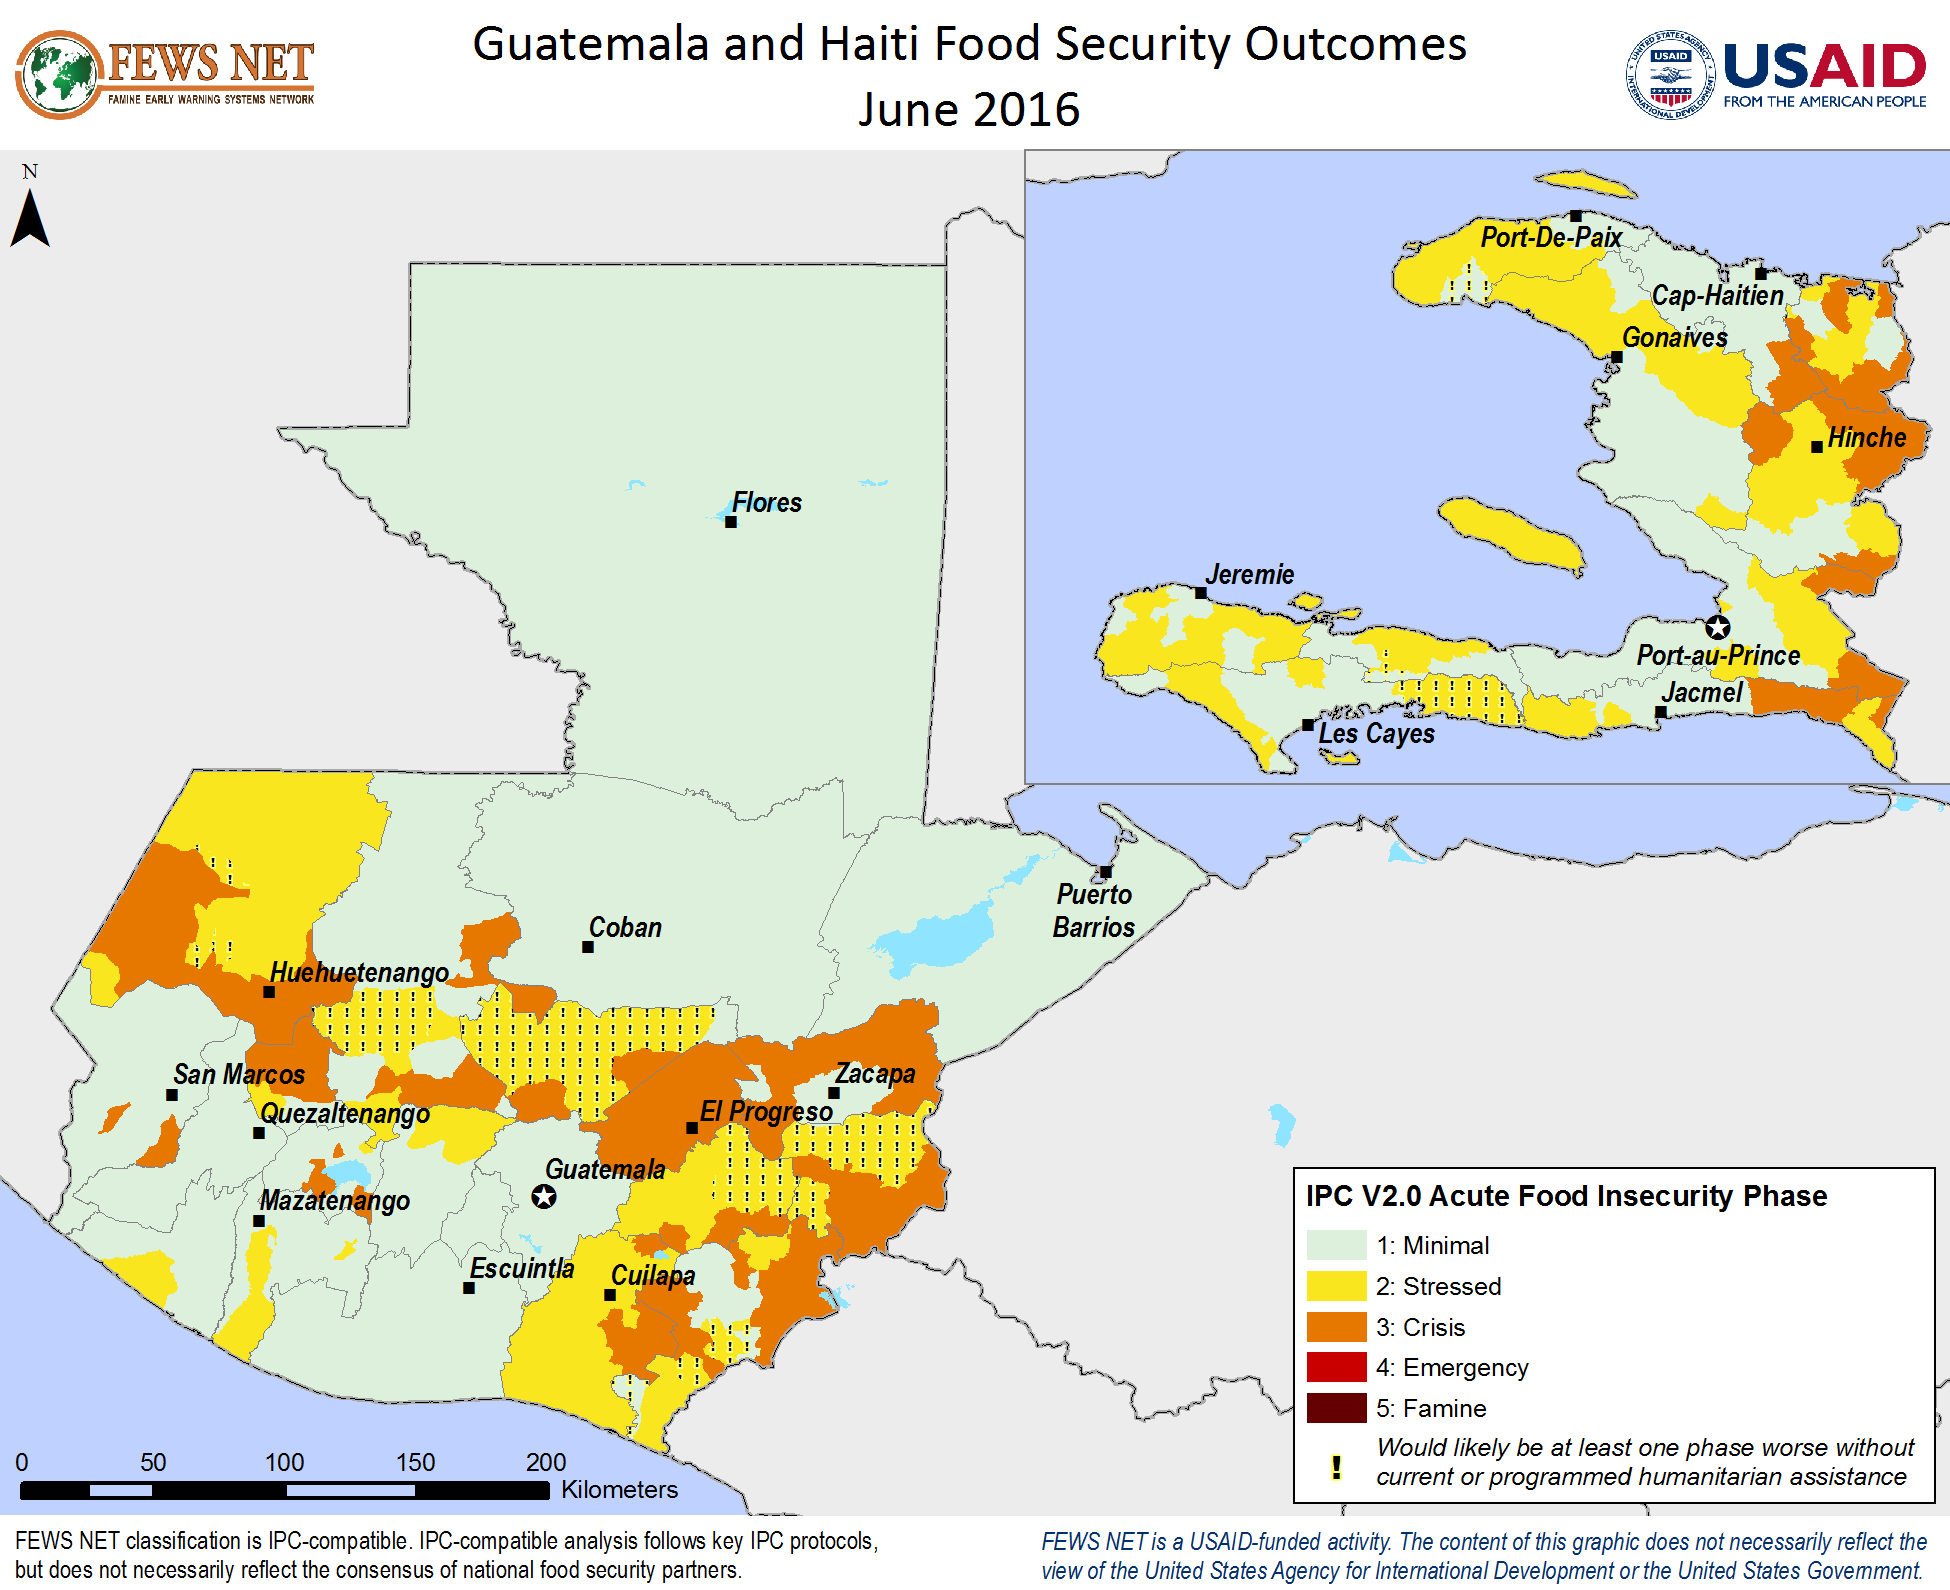 FEWS NET
FAMINE EARLY WARNING SYSTEMS NETWORK
Guatemala and Haiti Food Security Outcomes
June 2016
UNITED STATES AGENCY
USAID
INTERNATIONAL DEVELOPMENT
USAID
FROM THE AMERICAN PEOPLE
N
Port-De-Paix
Cap-Haitien
Gonaives
Hinche
Jeremie
Port-au-Prince
Jacmel
Les Cayes
Flores
Puerto
Barrios
Coban
Huehuetenango
San Marcos
Zacapa
Quezaltenango
El Progreso
Guatemala
Mazatenango
Escuintla
Cuilapa
IPC V2.0 Acute Food Insecurity Phase
1: Minimal
2: Stressed
3: Crisis
4: Emergency
5: Famine
! Would likely be at least one phase worse without
current or programmed humanitarian assistance
0 50 100 150 200
Kilometers
FEWS NET classification is IPC-compatible. IPC-compatible analysis follows key IPC protocols,
but does not necessarily reflect the consensus of national food security partners.
FEWS NET is a USAID-funded activity. The content of this graphic does not necessarily reflect the
view of the United States Agency for International Development or the United States Government.